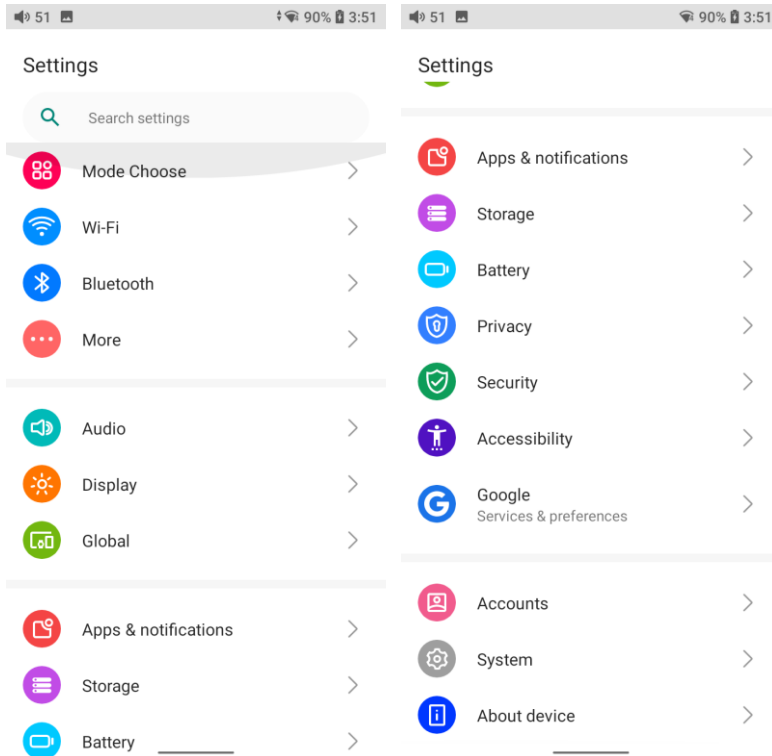 51 90% 3:51
Settings
Search settings
Mode Choose
Wi-Fi
Bluetooth
More
Audio
Display
Global
Apps & notifications
Storage
Battery
51 90% 3:51
Settings
Apps & notifications
Storage
Battery
Privacy
Security
Accessibility
Google
Services & preferences
Accounts
System
About device